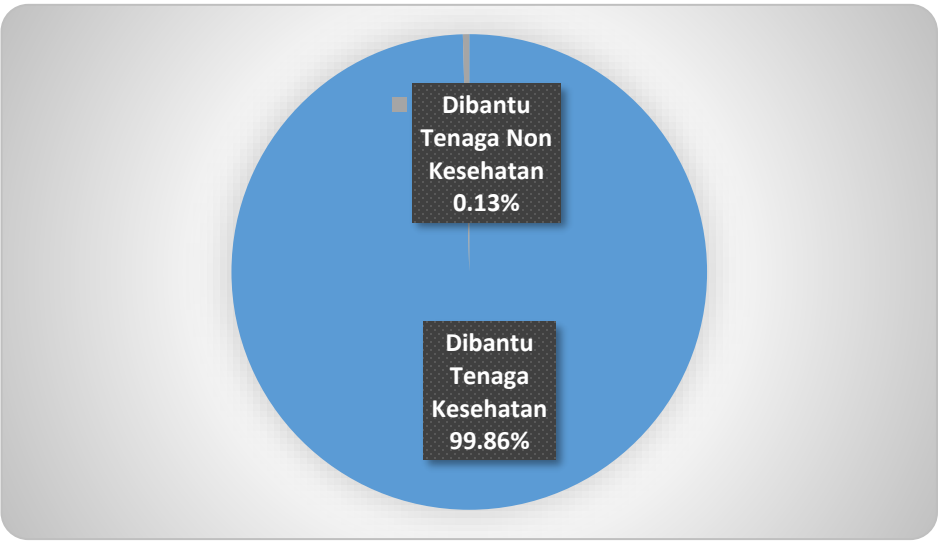 Dibantu
Tenaga Non
Kesehatan
0.13%
Dibantu
Tenaga
Kesehatan
99.86%